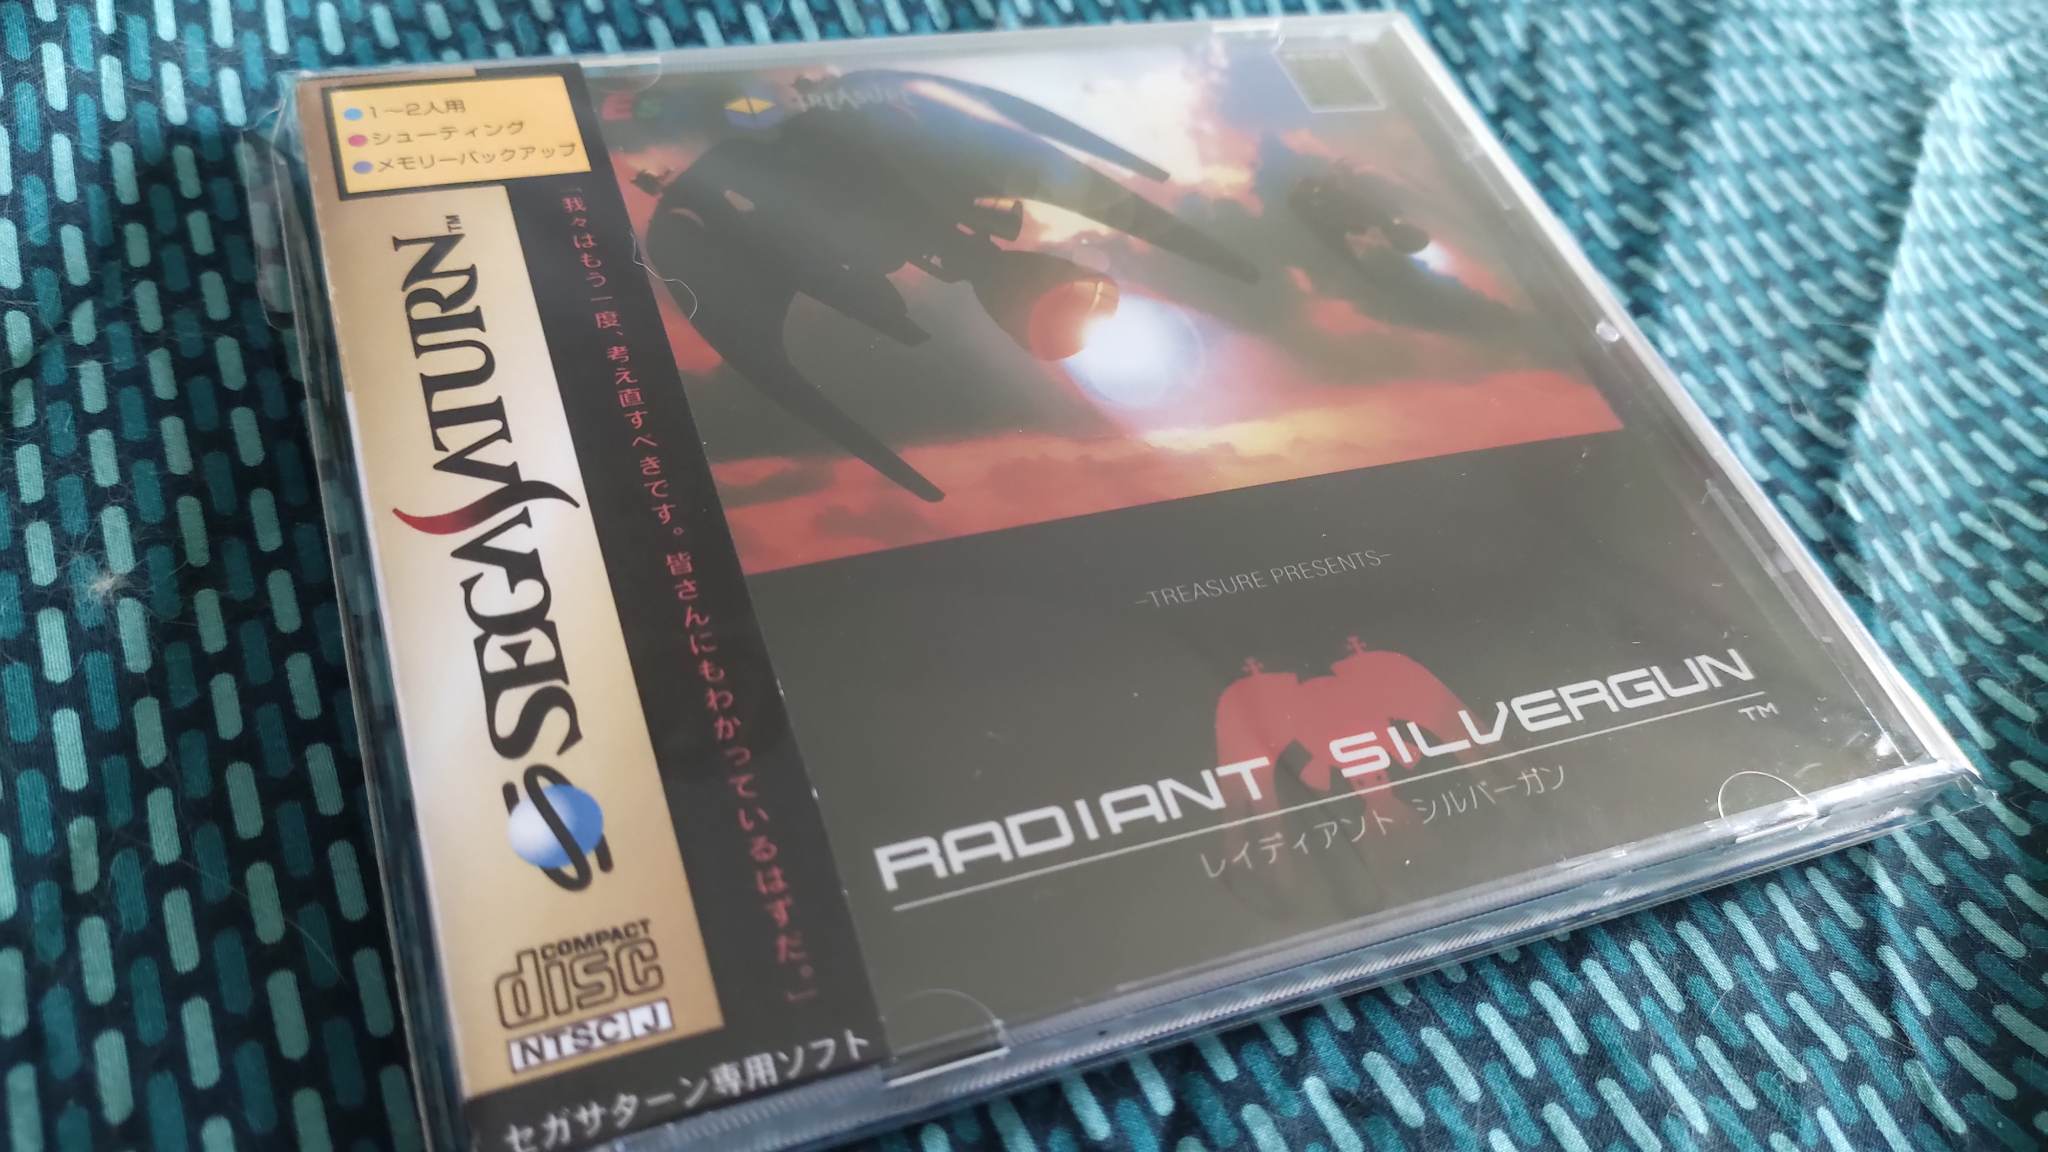 1〜2人用
シューティング
メモリーバックアップ
SEGA SATURN™
COMPACT
disc
NTSC J
セガサターン専用ソフト
「我々はもう一度、考え直すべきです。皆さんにもわかっているはずだ。」
ES
TREASURE
–TREASURE PRESENTS–
RADIANT SILVERGUN
TM
レイディアント シルバーガン